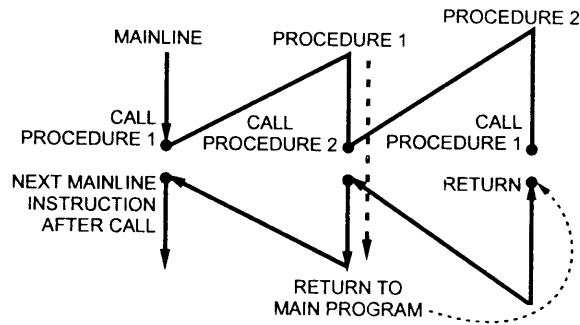 MAINLINE
PROCEDURE 1
PROCEDURE 2
CALL
PROCEDURE 1
CALL
PROCEDURE 2
CALL
PROCEDURE 1
NEXT MAINLINE
INSTRUCTION
AFTER CALL
RETURN
RETURN TO
MAIN PROGRAM